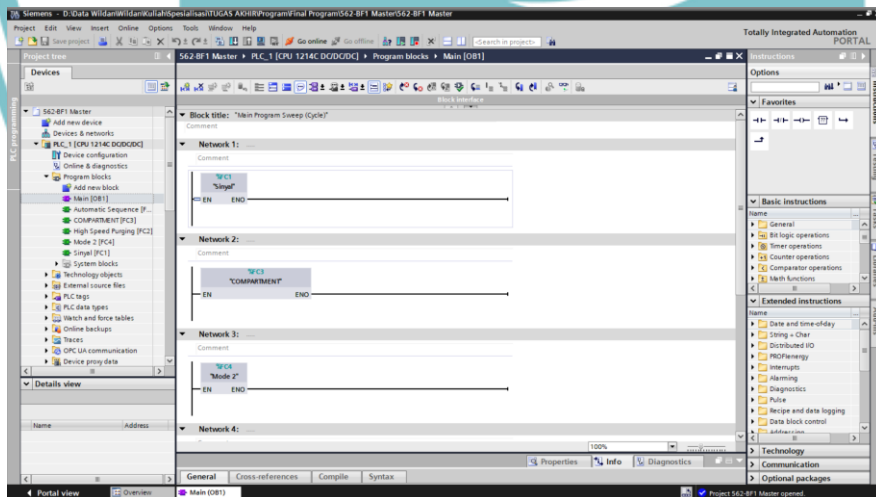 Siemens - D:\Data Wildan\Wildan\Kuliah\Spesialisasi\TUGAS AKHIR\Program\Final Program\562-BF1 Master\562-BF1 Master
Project Edit View Insert Online Options Tools Window Help
Totally Integrated Automation
PORTAL
Save project
Go online
Go offline
<Search in project>
Project tree
562-BF1 Master PLC_1 [CPU 1214C DC/DC/DC] Program blocks Main [OB1]
Instructions
Devices
Options
PLC programming
562-BF1 Master
Add new device
Devices & networks
PLC_1 [CPU 1214C DC/DC/DC]
Device configuration
Online & diagnostics
Program blocks
Add new block
Main [OB1]
Automatic Sequence [F...
COMPARTMENT [FC3]
High Speed Purging [FC2]
Mode 2 [FC4]
Sinyal [FC1]
System blocks
Technology objects
External source files
PLC tags
PLC data types
Watch and force tables
Online backups
Traces
OPC UA communication
Device proxy data
Details view
Name Address
Block interface
Block title: "Main Program Sweep (Cycle)"
Comment
Network 1: ....
Comment
%FC1
"Sinyal"
EN ENO
Network 2: ....
Comment
%FC3
"COMPARTMENT"
EN ENO
Network 3: ....
Comment
%FC4
"Mode 2"
EN ENO
Network 4: ....
100%
Properties Info Diagnostics
General Cross-references Compile Syntax
Favorites
Basic instructions
Name
General
Bit logic operations
Timer operations
Counter operations
Comparator operations
Math functions
Extended instructions
Name
Date and time-of-day
String + Char
Distributed I/O
PROFIenergy
Interrupts
Alarming
Diagnostics
Pulse
Recipe and data logging
Data block control
Addressing
Technology
Communication
Optional packages
Portal view
Overview
Main (OB1)
Project 562-BF1 Master opened.